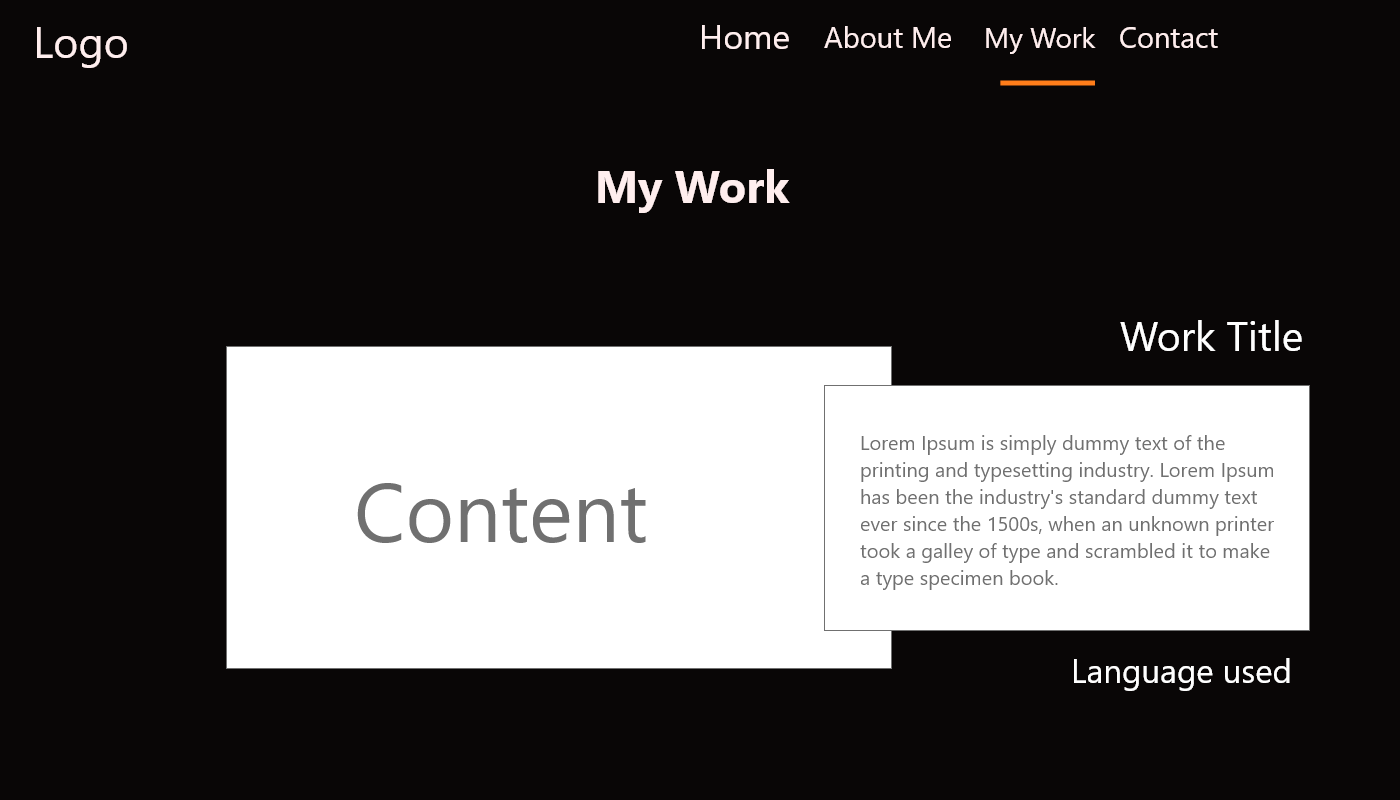 Logo
Home About Me My Work Contact
My Work
Work Title
Content
Lorem Ipsum is simply dummy text of the
printing and typesetting industry. Lorem Ipsum
has been the industry's standard dummy text
ever since the 1500s, when an unknown printer
took a galley of type and scrambled it to make
a type specimen book.
Language used